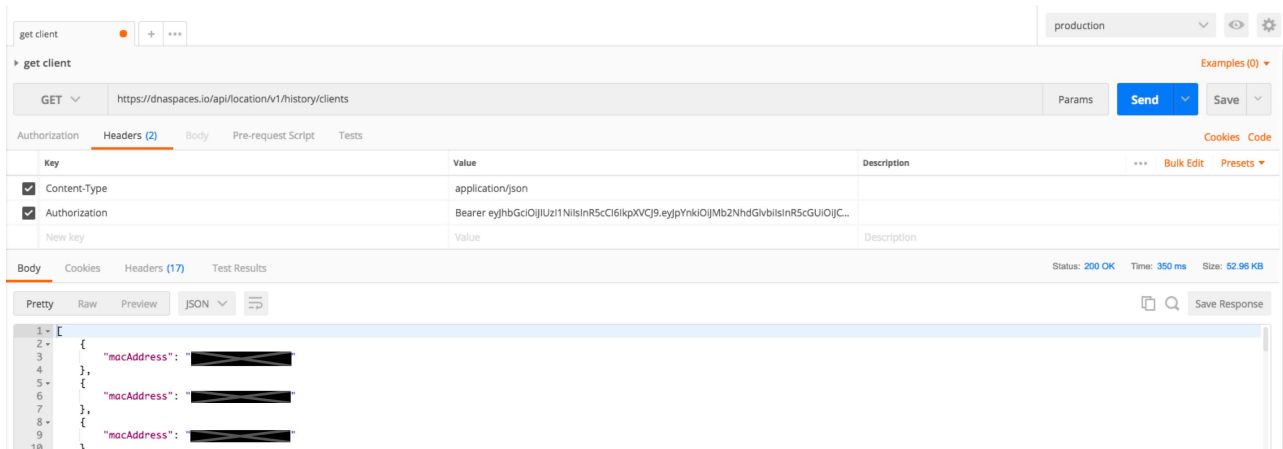 get client + ••• production
get client Examples (0)
GET https://dnaspaces.io/api/location/v1/history/clients Params Send Save
Authorization Headers (2) Body Pre-request Script Tests Cookies Code
Key Value Description ••• Bulk Edit Presets
Content-Type application/json
Authorization Bearer eyJhbGciOiJIUzI1NiIsInR5cCI6IkpXVCJ9.eyJpYnkiOiJMb2NhdGlvbiIsInR5cGUiOiJC...
New key Value Description
Body Cookies Headers (17) Test Results Status: 200 OK Time: 350 ms Size: 52.96 KB
Pretty Raw Preview JSON Save Response
1 [
2 {
3 "macAddress": " "
4 },
5 {
6 "macAddress": " "
7 },
8 {
9 "macAddress": " "
10 }